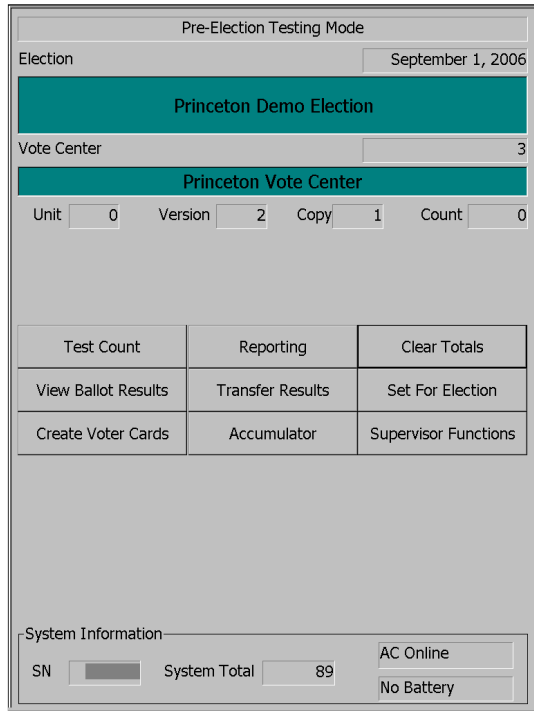 Pre-Election Testing Mode
Election September 1, 2006
Princeton Demo Election
Vote Center 3
Princeton Vote Center
Unit 0 Version 2 Copy 1 Count 0
Test Count Reporting Clear Totals
View Ballot Results Transfer Results Set For Election
Create Voter Cards Accumulator Supervisor Functions
System Information
AC Online
SN System Total 89
No Battery